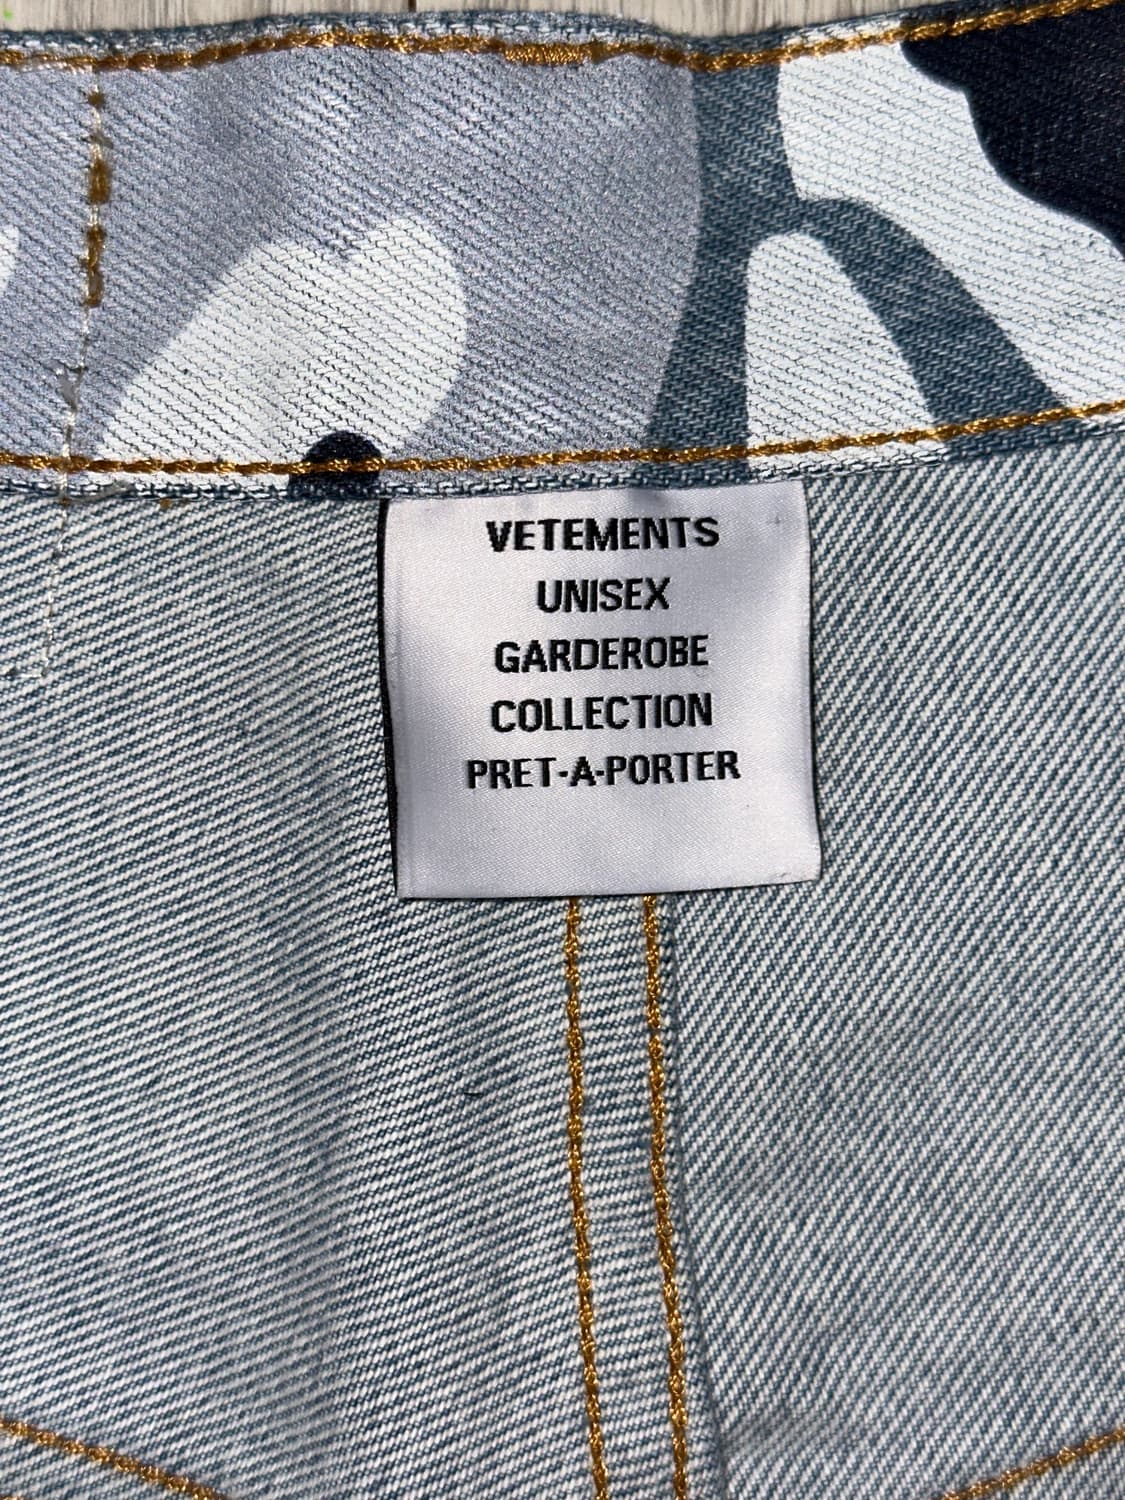 VETEMENTS
UNISEX
GARDEROBE
COLLECTION
PRET-A-PORTER